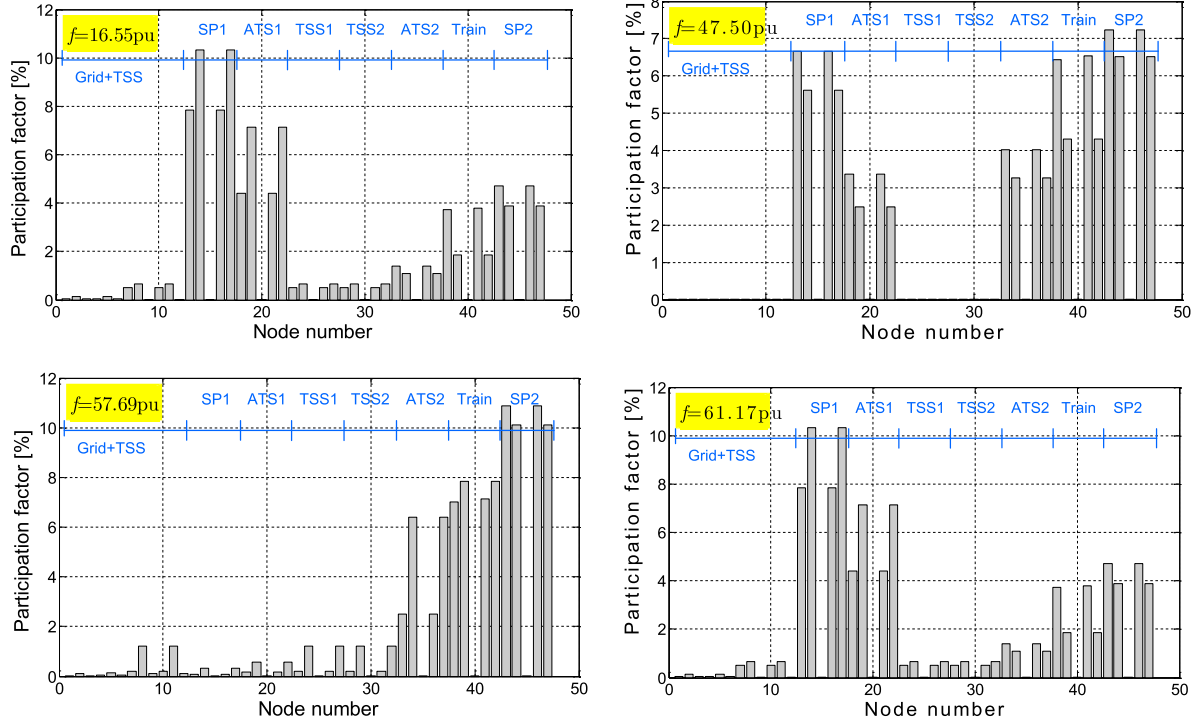 f=16.55pu
SP1 ATS1 TSS1 TSS2 ATS2 Train SP2
Grid+TSS
Participation factor [%]
12
10
8
6
4
2
0
0 10 20 30 40 50
Node number
f=47.50pu
SP1 ATS1 TSS1 TSS2 ATS2 Train SP2
Grid+TSS
Participation factor [%]
8
7
6
5
4
3
2
1
0
0 10 20 30 40 50
Node number
f=57.69pu
SP1 ATS1 TSS1 TSS2 ATS2 Train SP2
Grid+TSS
Participation factor [%]
12
10
8
6
4
2
0
0 10 20 30 40 50
Node number
f=61.17pu
SP1 ATS1 TSS1 TSS2 ATS2 Train SP2
Grid+TSS
Participation factor [%]
12
10
8
6
4
2
0
0 10 20 30 40 50
Node number